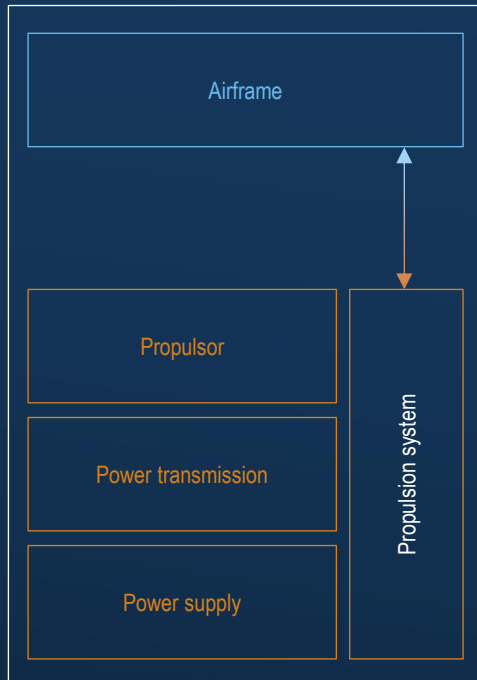 Airframe
Propulsor
Power transmission
Power supply
Propulsion system